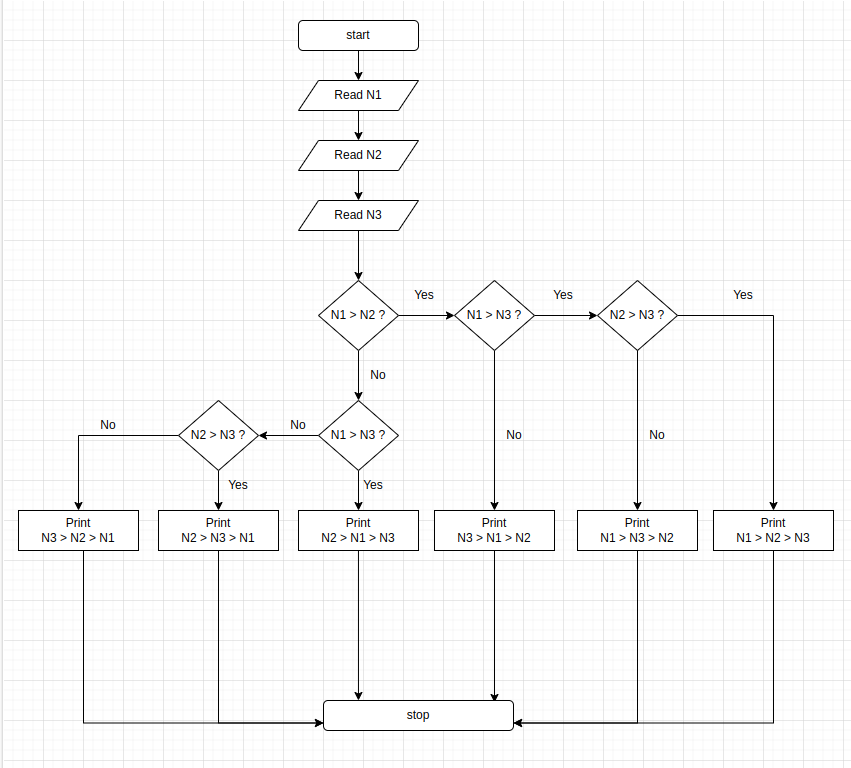 start
Read N1
Read N2
Read N3
N1 > N2 ?
Yes
N1 > N3 ?
Yes
N2 > N3 ?
Yes
No
No
N2 > N3 ?
No
N1 > N3 ?
No
No
Yes
Yes
Print
N3 > N2 > N1
Print
N2 > N3 > N1
Print
N2 > N1 > N3
Print
N3 > N1 > N2
Print
N1 > N3 > N2
Print
N1 > N2 > N3
stop